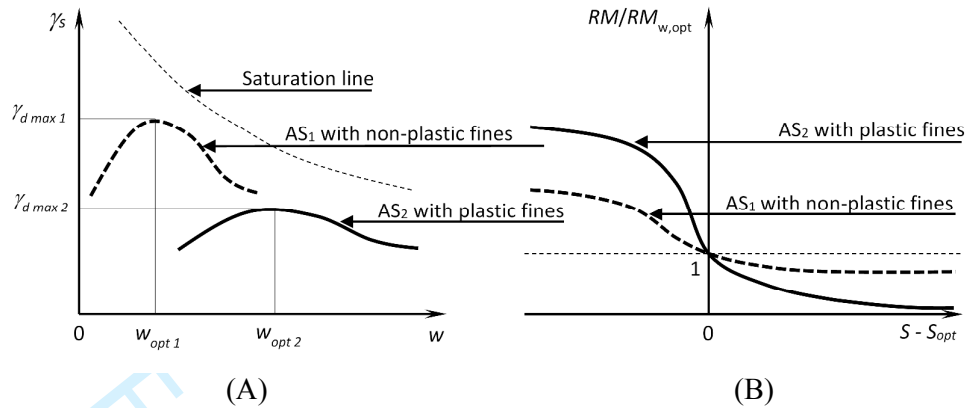 γs
Saturation line
γd max 1
AS1 with non-plastic fines
γd max 2
AS2 with plastic fines
0
wopt 1
wopt 2
w
(A)
RM/RMw,opt
AS2 with plastic fines
AS1 with non-plastic fines
1
0
S - Sopt
(B)